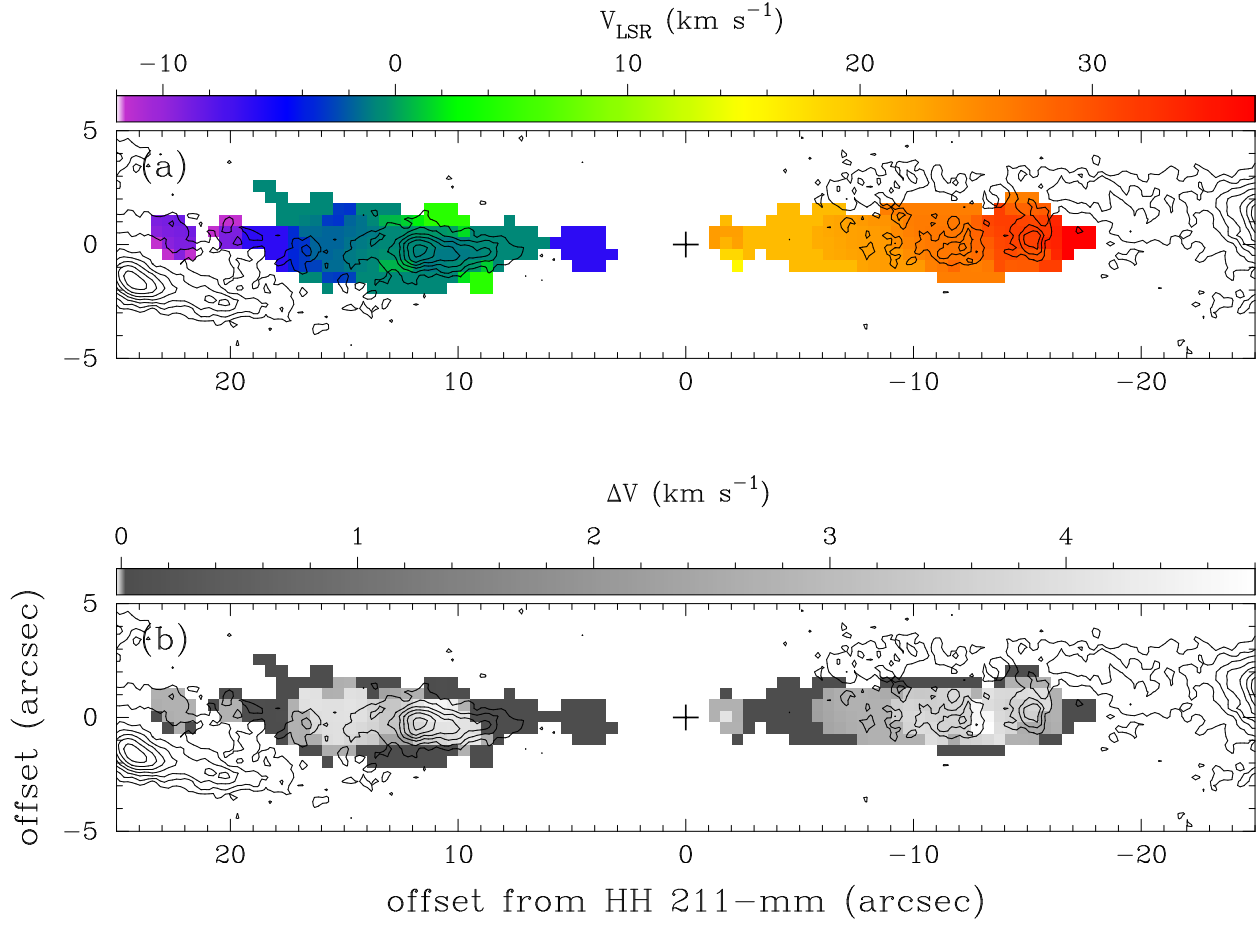 V_LSR (km s⁻¹)
−10 0 10 20 30
5
(a)
0
−5
20 10 0 −10 −20
ΔV (km s⁻¹)
0 1 2 3 4
5
(b)
0
−5
offset (arcsec)
20 10 0 −10 −20
offset from HH 211−mm (arcsec)